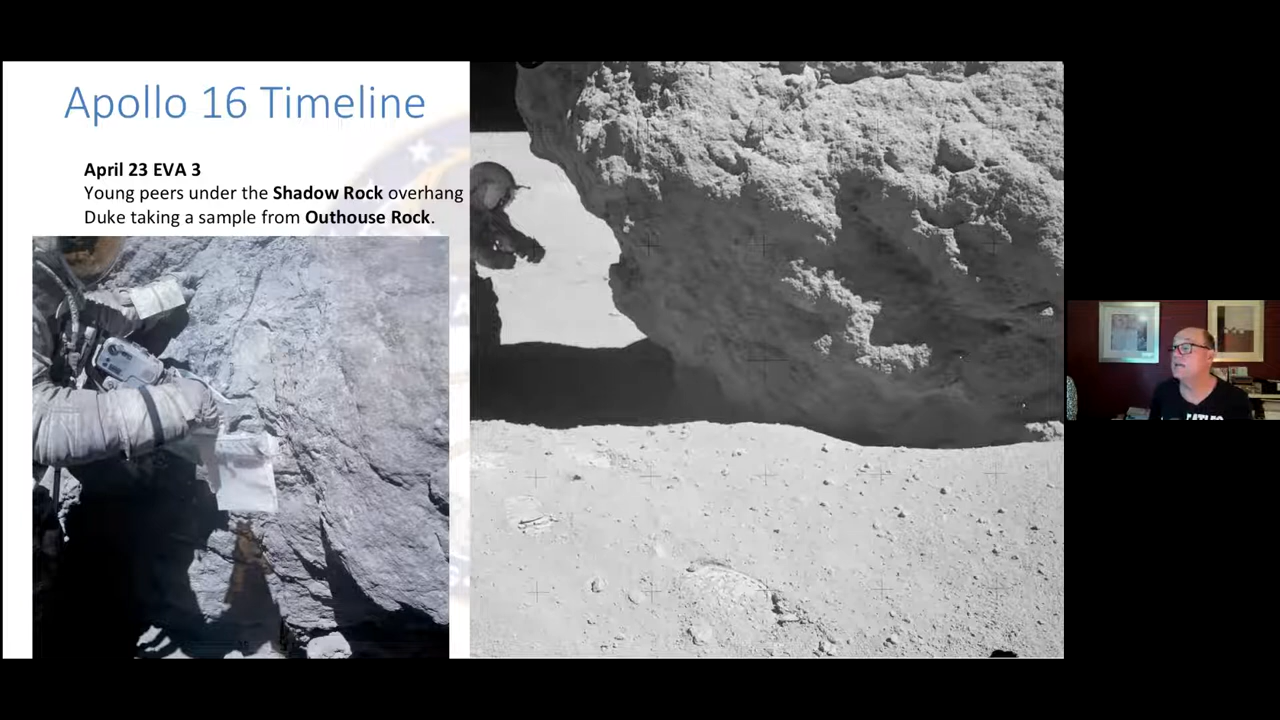 Apollo 16 Timeline
April 23 EVA 3
Young peers under the Shadow Rock overhang
Duke taking a sample from Outhouse Rock.